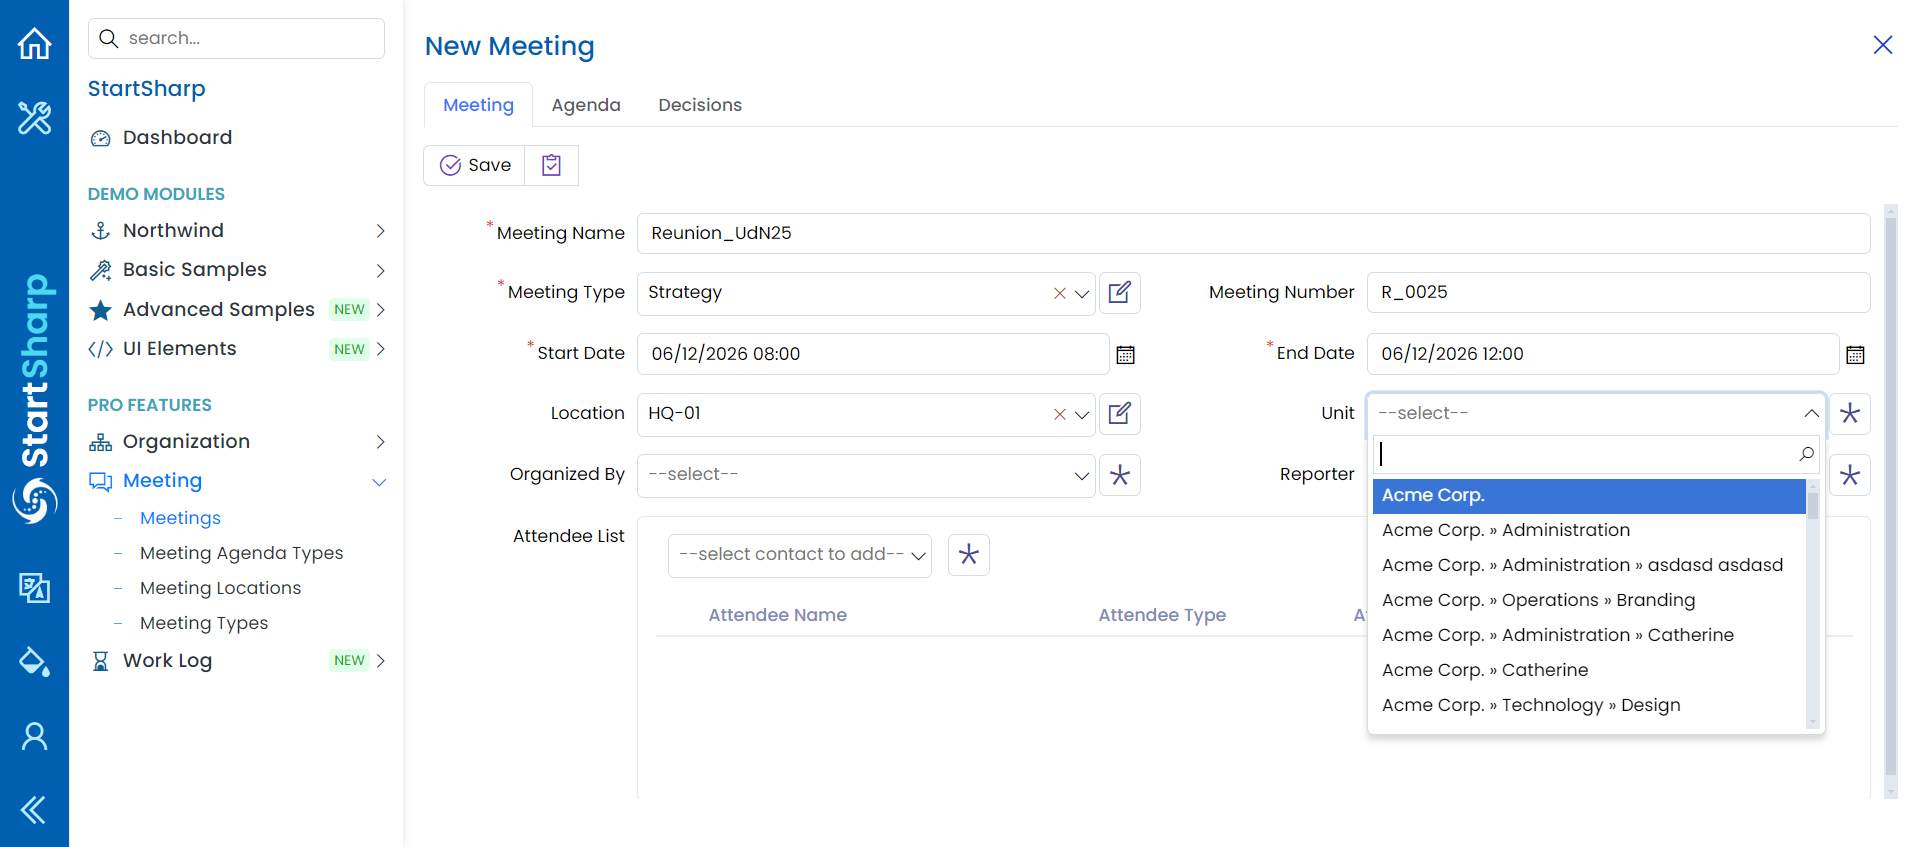 search...
StartSharp
Dashboard
DEMO MODULES
Northwind
Basic Samples
Advanced Samples NEW
UI Elements NEW
PRO FEATURES
Organization
Meeting
Meetings
Meeting Agenda Types
Meeting Locations
Meeting Types
Work Log NEW
StartSharp
New Meeting
Meeting Agenda Decisions
Save
* Meeting Name Reunion_UdN25
* Meeting Type Strategy
Meeting Number R_0025
* Start Date 06/12/2026 08:00
* End Date 06/12/2026 12:00
Location HQ-01
Unit --select--
Organized By --select--
Reporter
Acme Corp.
Acme Corp. » Administration
Acme Corp. » Administration » asdasd asdasd
Acme Corp. » Operations » Branding
Acme Corp. » Administration » Catherine
Acme Corp. » Catherine
Acme Corp. » Technology » Design
Attendee List --select contact to add--
Attendee Name Attendee Type